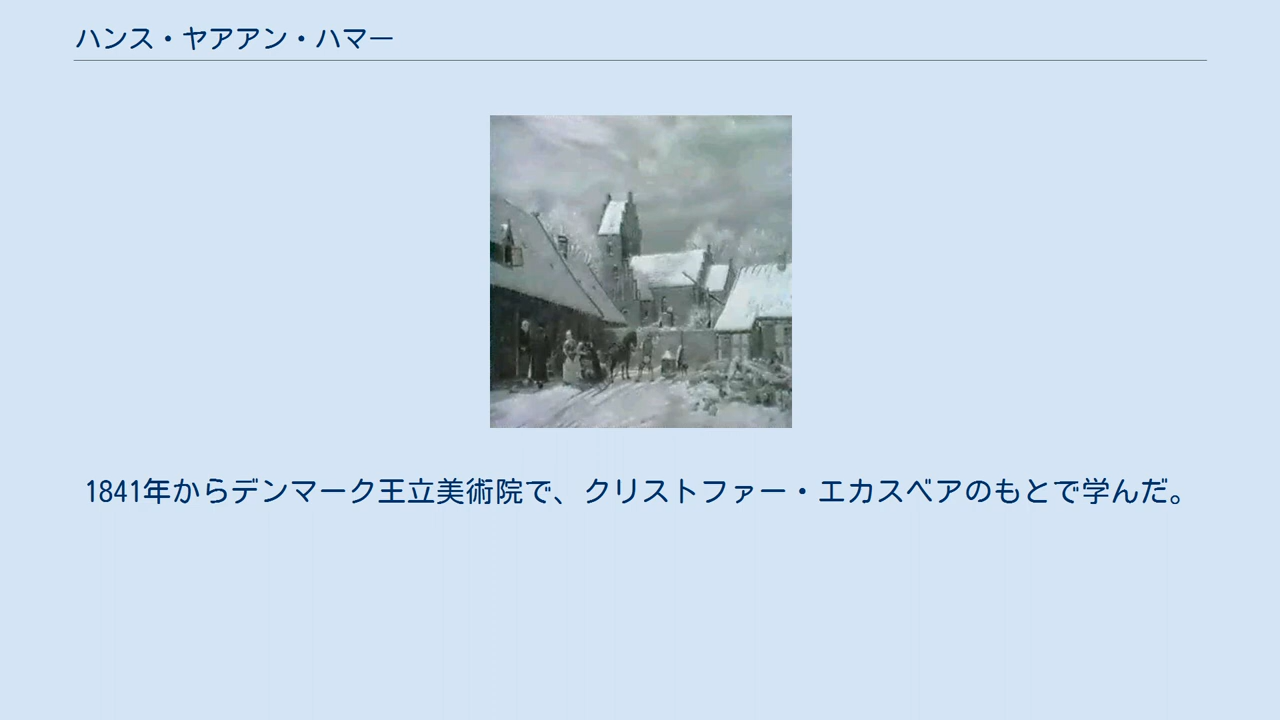 ハンス・ヤアアン・ハマー
1841年からデンマーク王立美術院で、クリストファー・エカスベアのもとで学んだ。